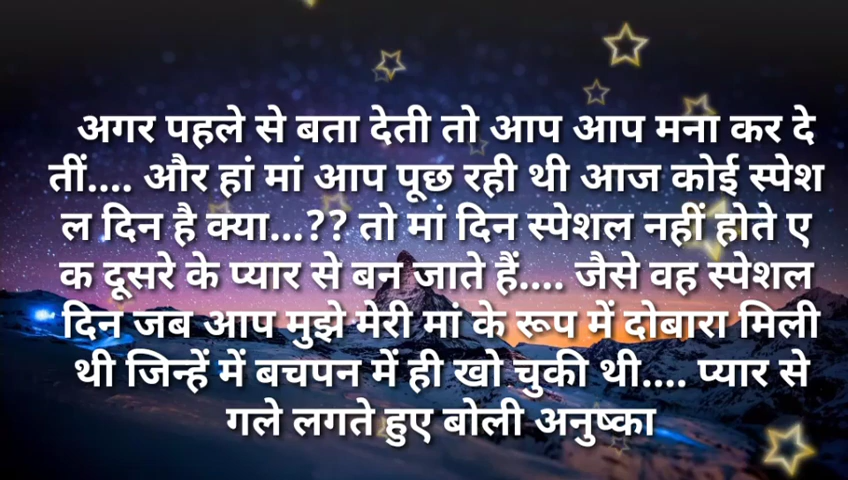 अगर पहले से बता देती तो आप आप मना कर दे
तीं.... और हां मां आप पूछ रही थी आज कोई स्पेश
ल दिन है क्या...?? तो मां दिन स्पेशल नहीं होते ए
क दूसरे के प्यार से बन जाते हैं.... जैसे वह स्पेशल
दिन जब आप मुझे मेरी मां के रूप में दोबारा मिली
थी जिन्हें में बचपन में ही खो चुकी थी.... प्यार से
गले लगते हुए बोली अनुष्का